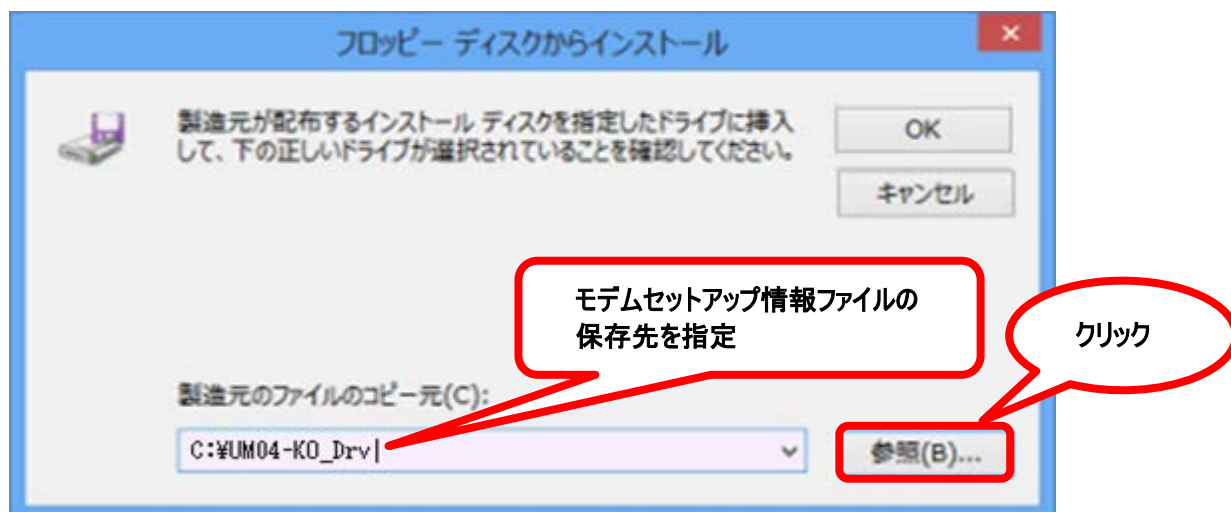 フロッピー ディスクからインストール
製造元が配布するインストール ディスクを指定したドライブに挿入
して、下の正しいドライブが選択されていることを確認してください。
OK
キャンセル
モデムセットアップ情報ファイルの
保存先を指定
クリック
製造元のファイルのコピー元(C):
C:¥UM04-KO_Drv
参照(B)...